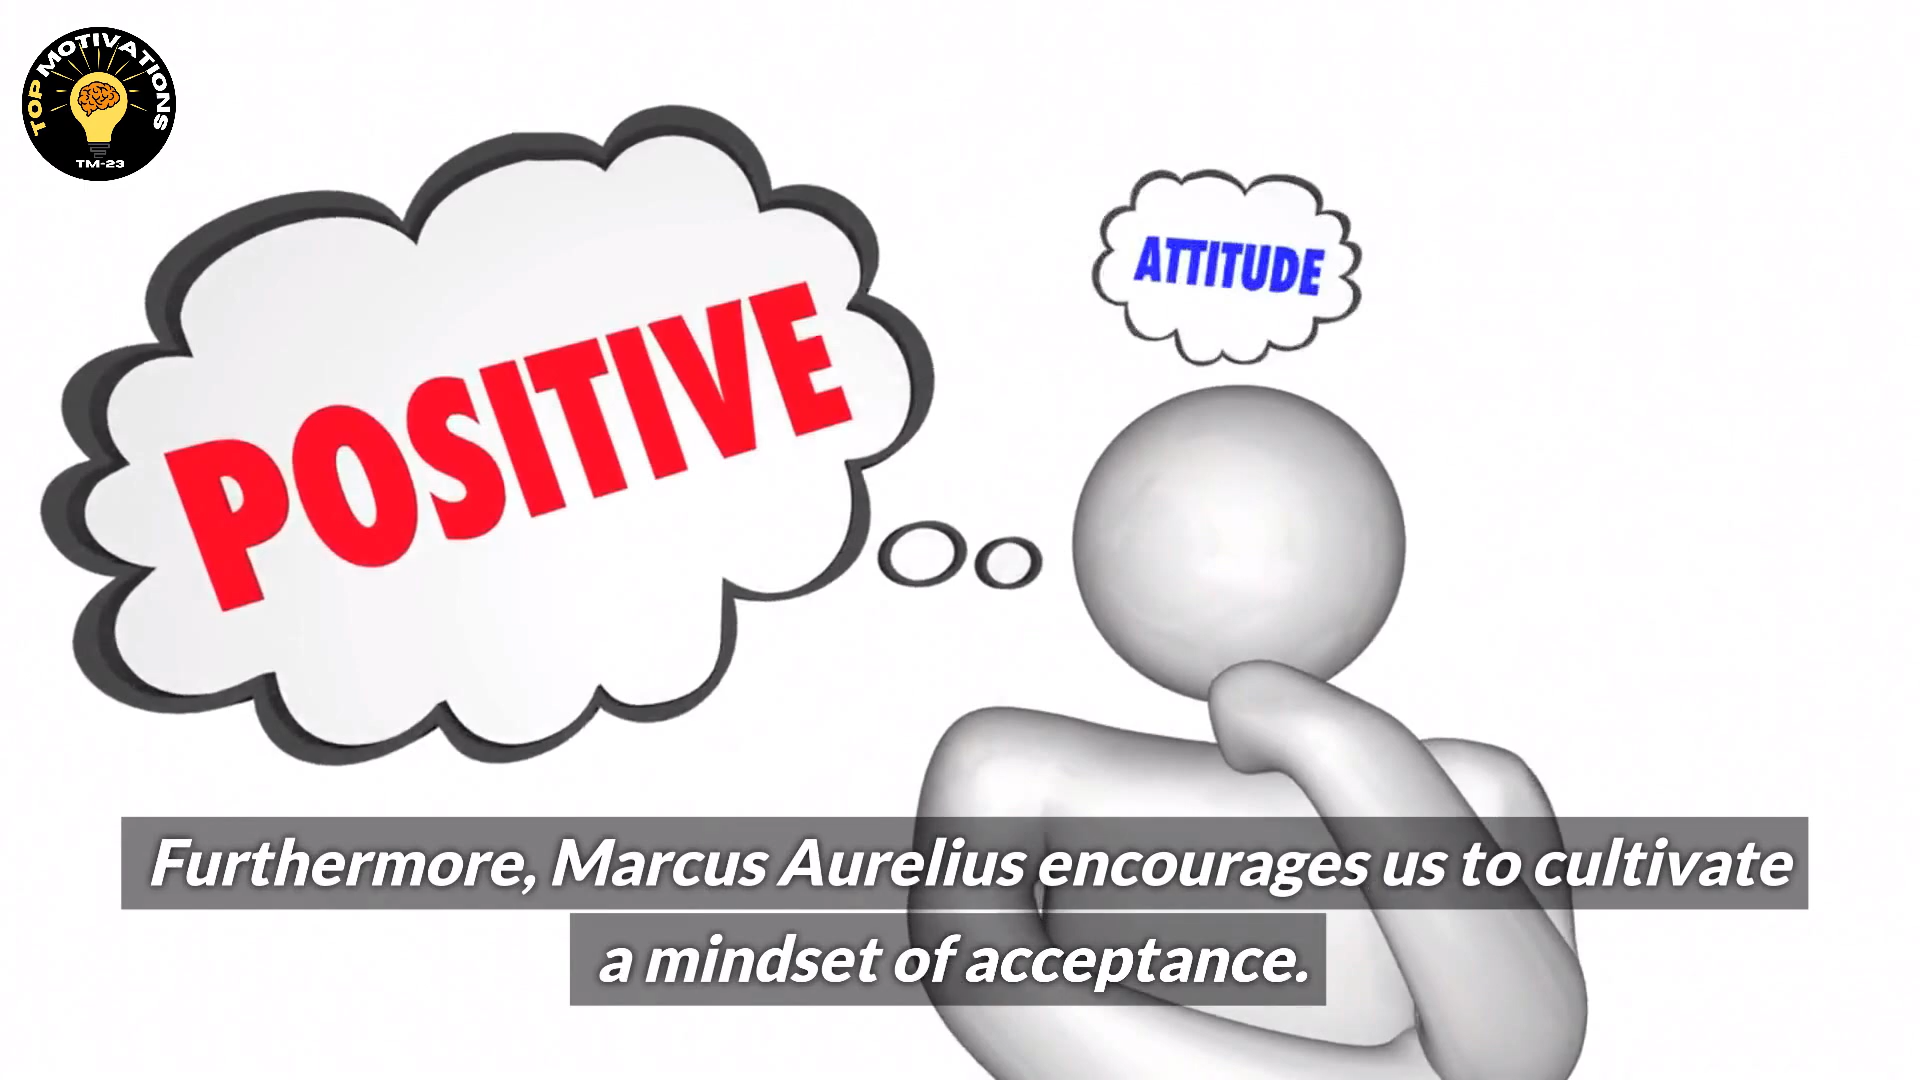 TOP MOTIVATIONS
TM-23
POSITIVE
ATTITUDE
Furthermore, Marcus Aurelius encourages us to cultivate
a mindset of acceptance.